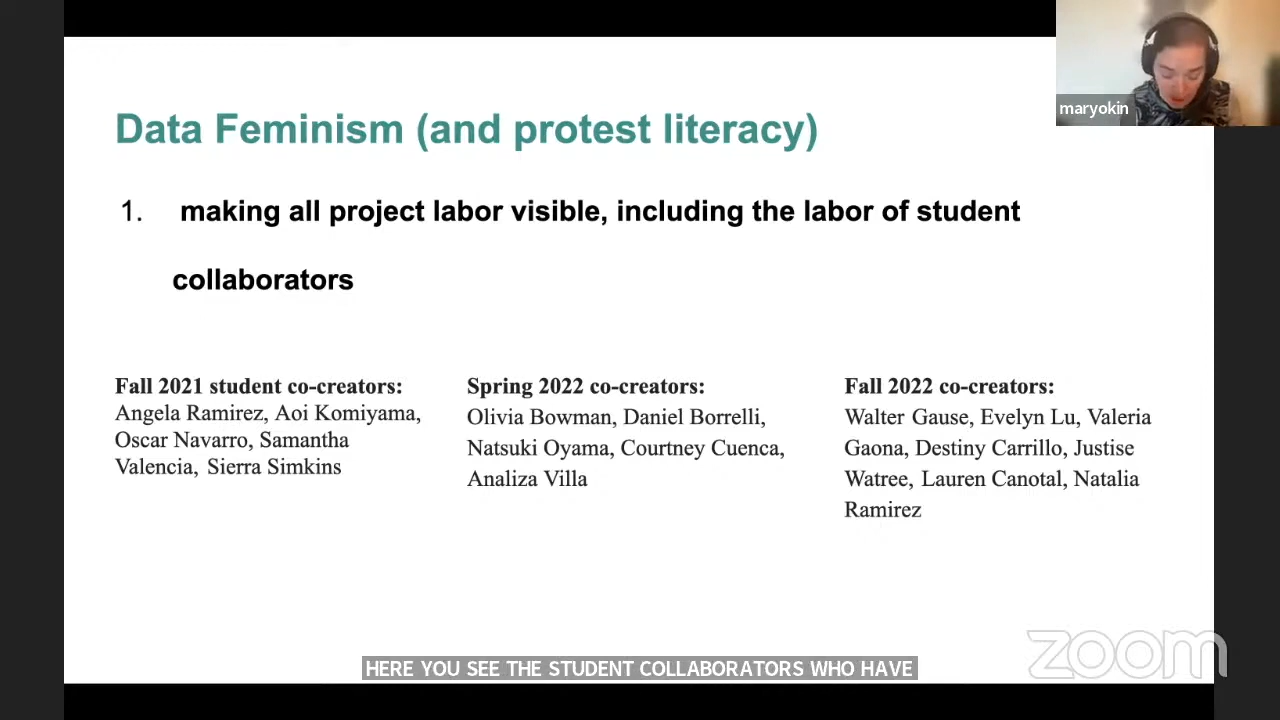 maryokin
Data Feminism (and protest literacy)
1. making all project labor visible, including the labor of student
collaborators
Fall 2021 student co-creators:
Angela Ramirez, Aoi Komiyama,
Oscar Navarro, Samantha
Valencia, Sierra Simkins
Spring 2022 co-creators:
Olivia Bowman, Daniel Borrelli,
Natsuki Oyama, Courtney Cuenca,
Analiza Villa
Fall 2022 co-creators:
Walter Gause, Evelyn Lu, Valeria
Gaona, Destiny Carrillo, Justise
Watree, Lauren Canotal, Natalia
Ramirez
zoom
HERE YOU SEE THE STUDENT COLLABORATORS WHO HAVE